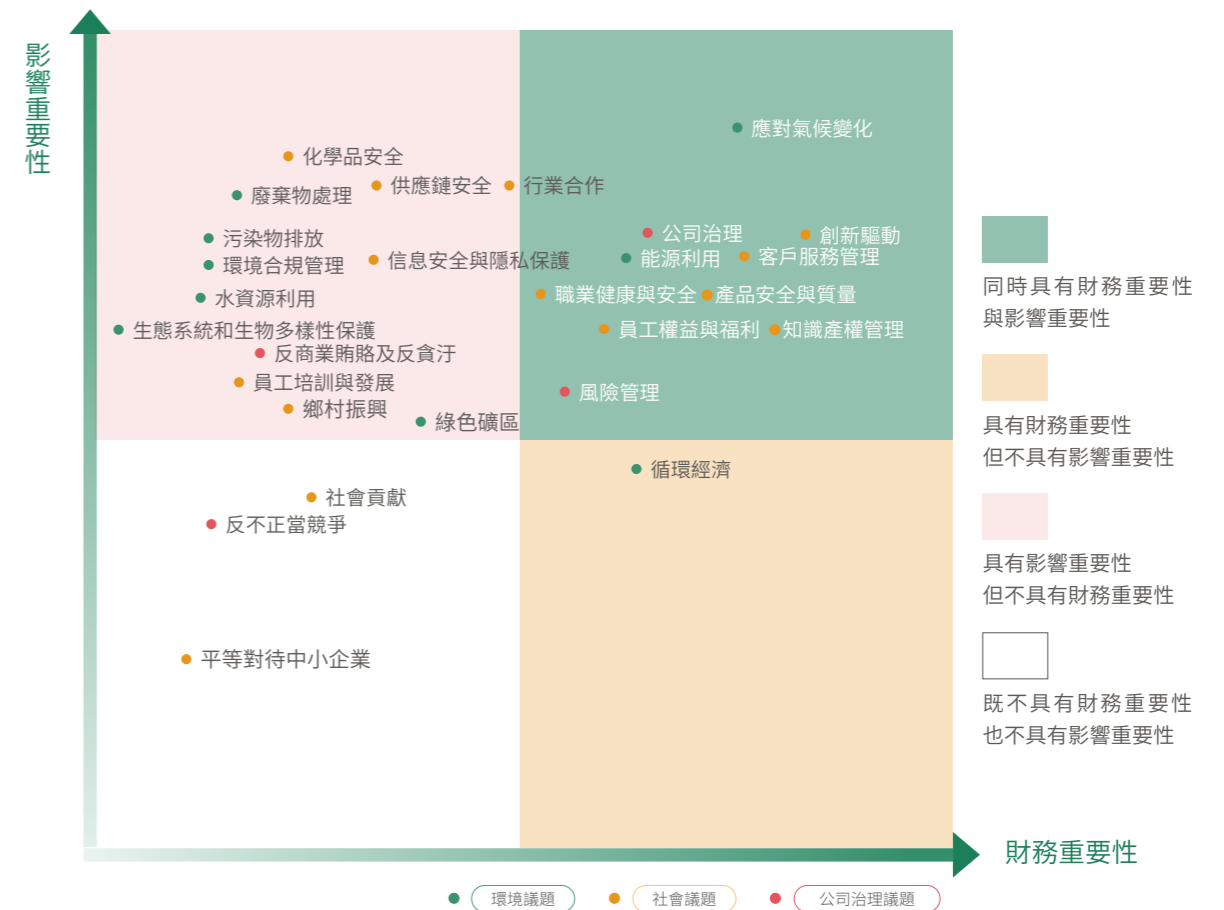 影響重要性
應對氣候變化
化學品安全
廢棄物處理
供應鏈安全
行業合作
污染物排放
公司治理
創新驅動
環境合規管理
信息安全與隱私保護
能源利用
客戶服務管理
水資源利用
職業健康與安全
產品安全與質量
生態系統和生物多樣性保護
員工權益與福利
知識產權管理
反商業賄賂及反貪汙
員工培訓與發展
風險管理
鄉村振興
綠色礦區
循環經濟
社會貢獻
反不正當競爭
平等對待中小企業
同時具有財務重要性
與影響重要性
具有財務重要性
但不具有影響重要性
具有影響重要性
但不具有財務重要性
既不具有財務重要性
也不具有影響重要性
財務重要性
環境議題
社會議題
公司治理議題